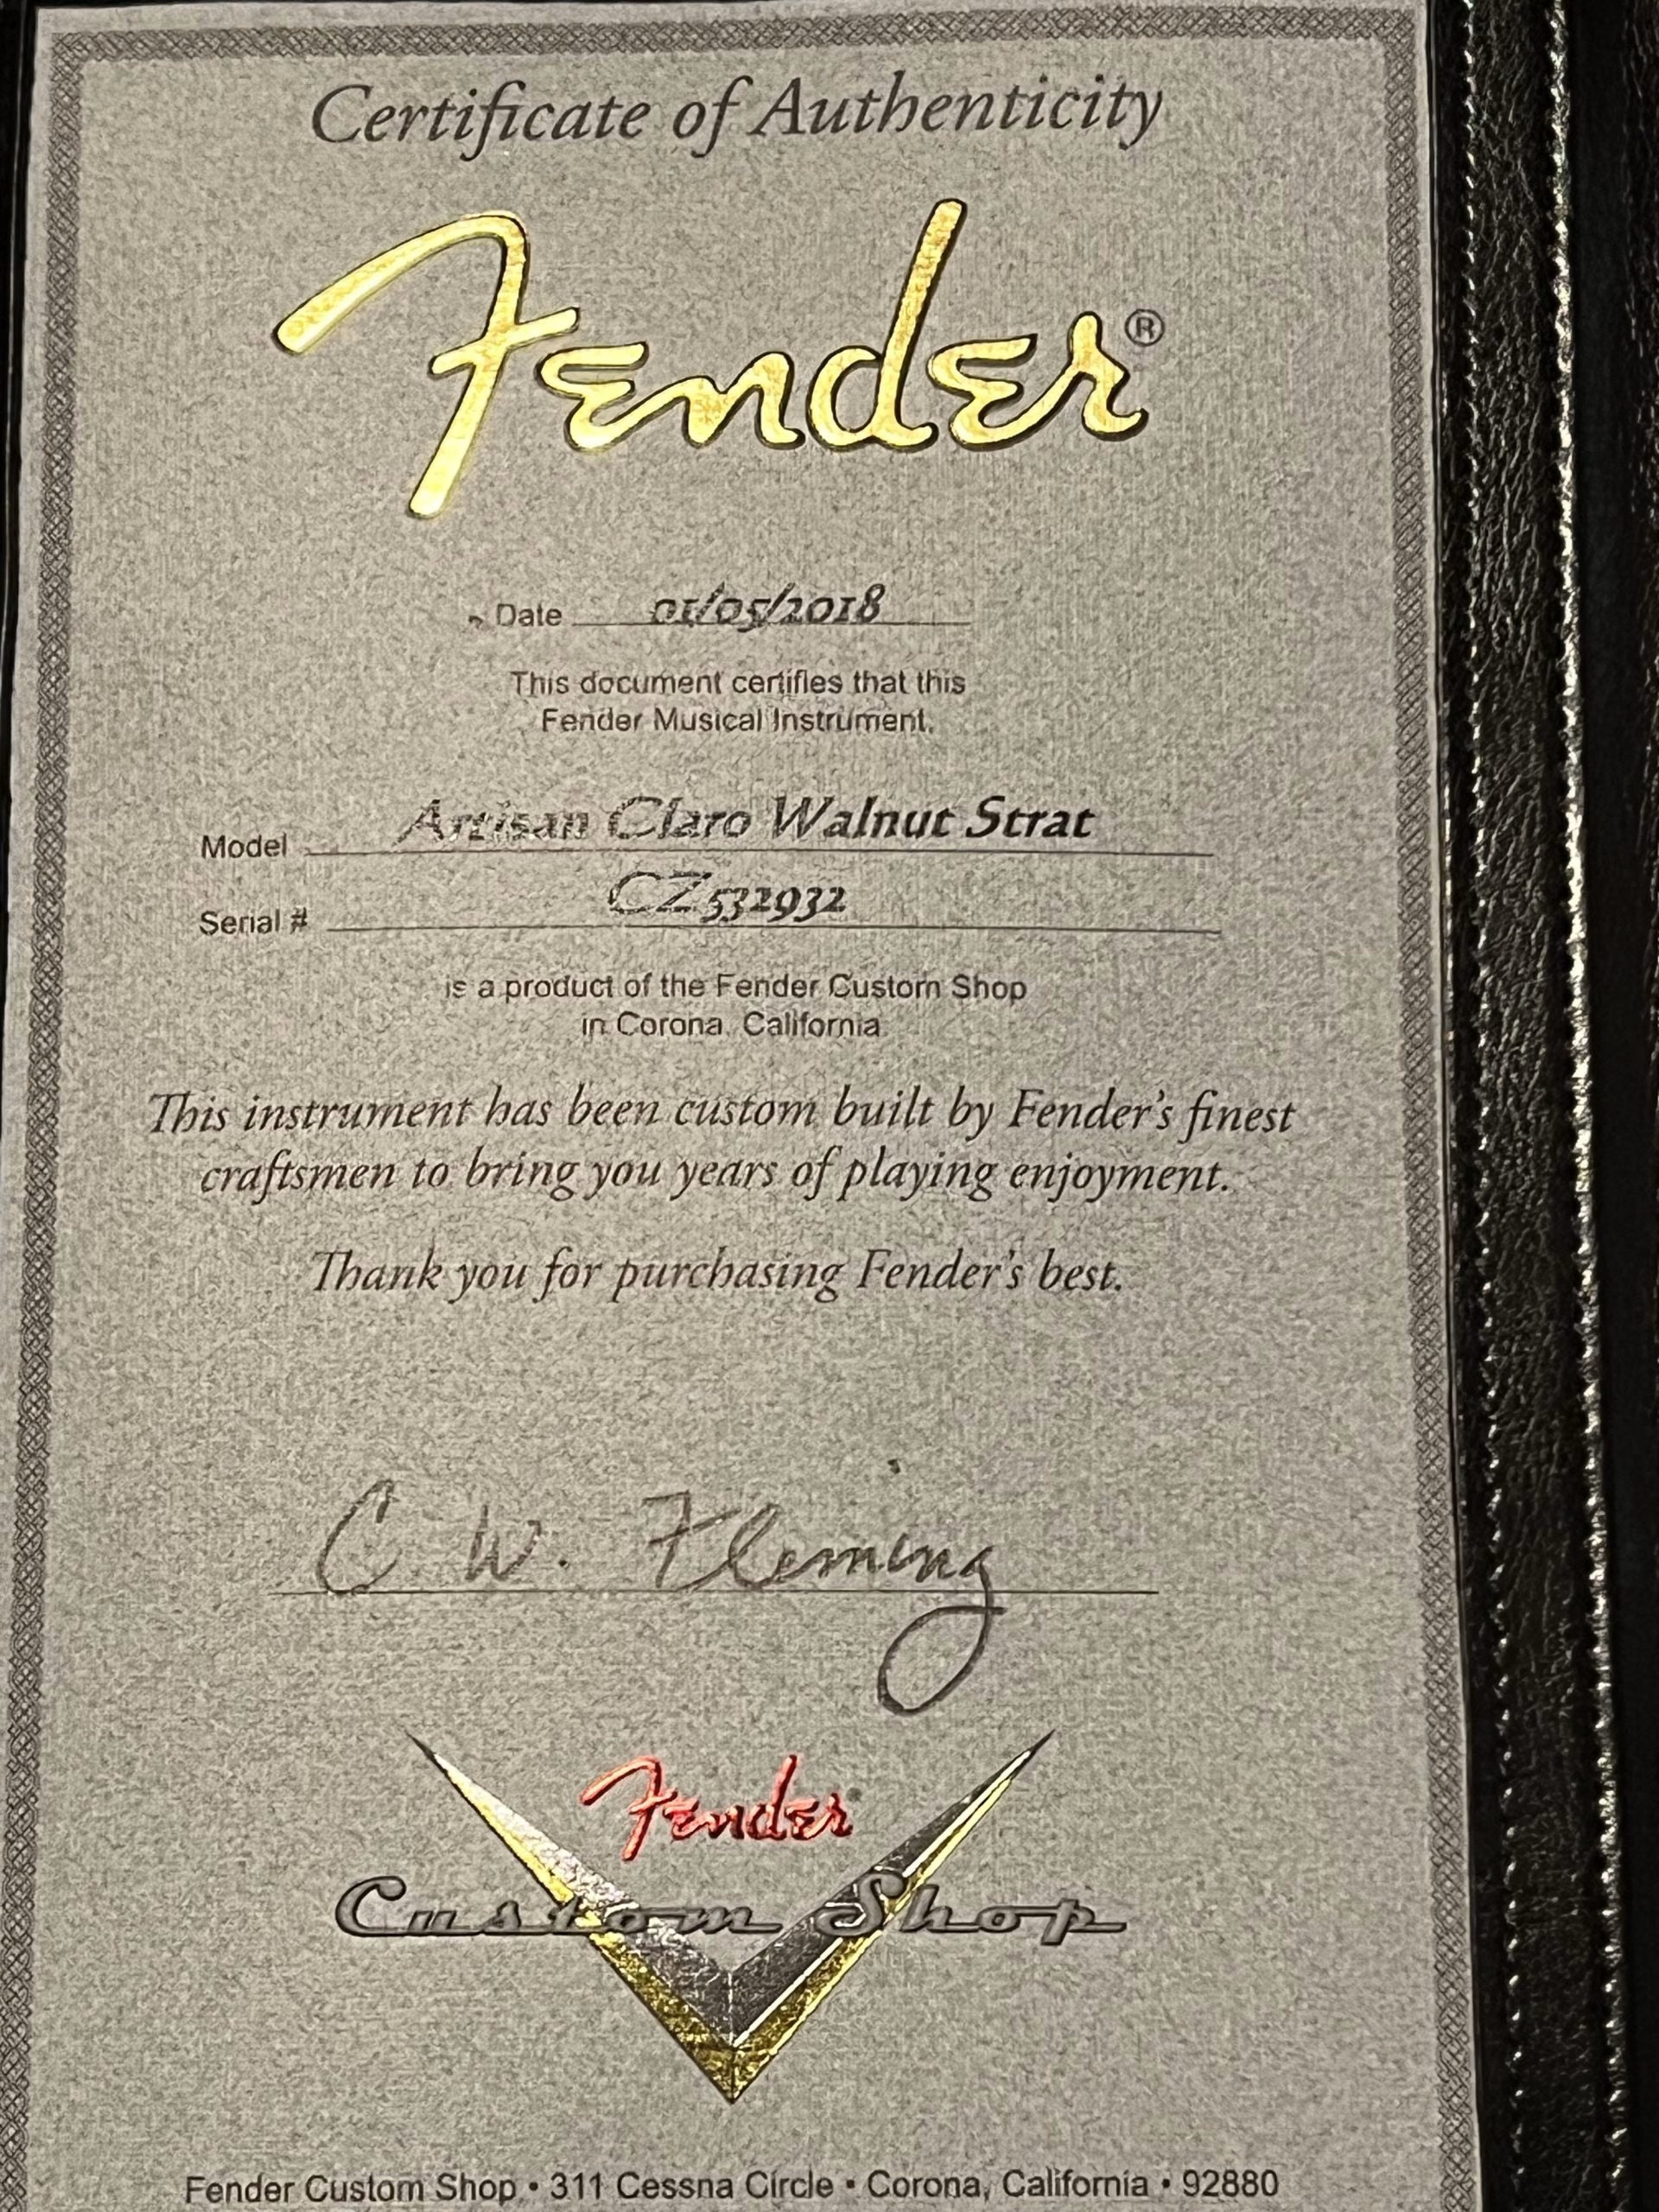 Certificate of Authenticity
Fender®
Date 01/05/2018
This document certifies that this
Fender Musical Instrument,
Model Artisan Claro Walnut Strat
Serial # CZ532932
is a product of the Fender Custom Shop
in Corona, California
This instrument has been custom built by Fender's finest
craftsmen to bring you years of playing enjoyment.
Thank you for purchasing Fender's best.
C. W. Fleming
Fender
Custom Shop
Fender Custom Shop • 311 Cessna Circle • Corona, California • 92880